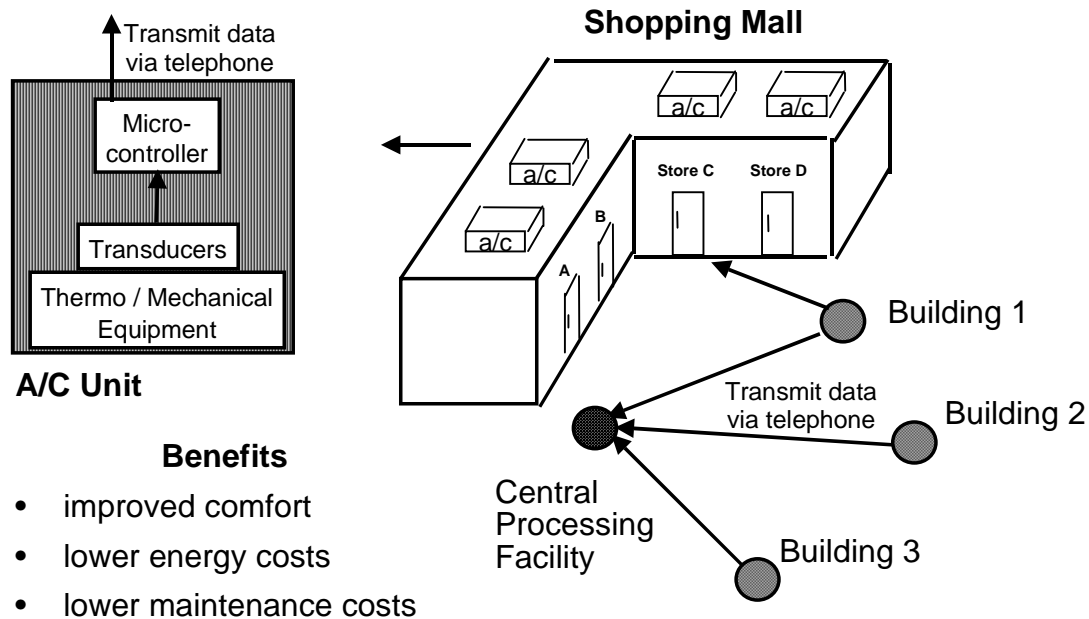 Shopping Mall
Transmit data
via telephone
Micro-
controller
Transducers
Thermo / Mechanical
Equipment
A/C Unit
a/c
a/c
a/c
a/c
Store C
Store D
B
A
Building 1
Transmit data
via telephone
Building 2
Central
Processing
Facility
Building 3
Benefits
• improved comfort
• lower energy costs
• lower maintenance costs